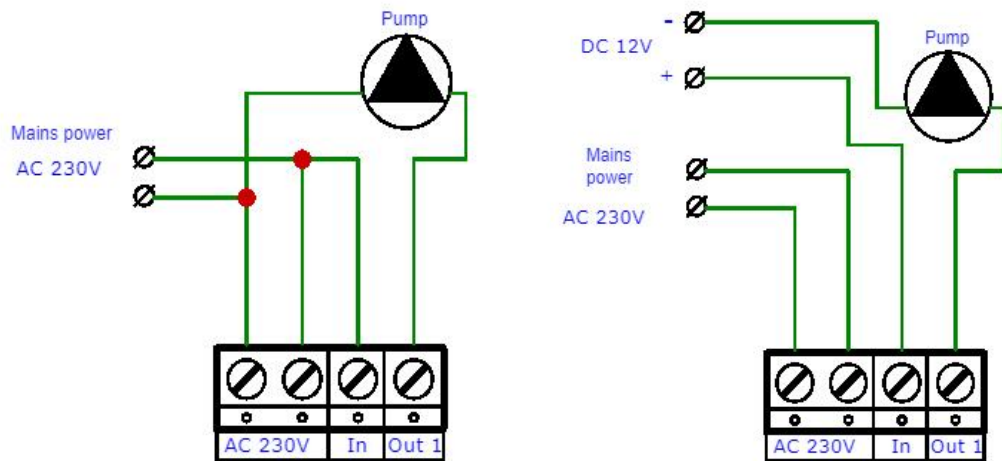 Pump
Mains power
AC 230V
AC 230V
In
Out 1
-
DC 12V
+
Pump
Mains
power
AC 230V
AC 230V
In
Out 1